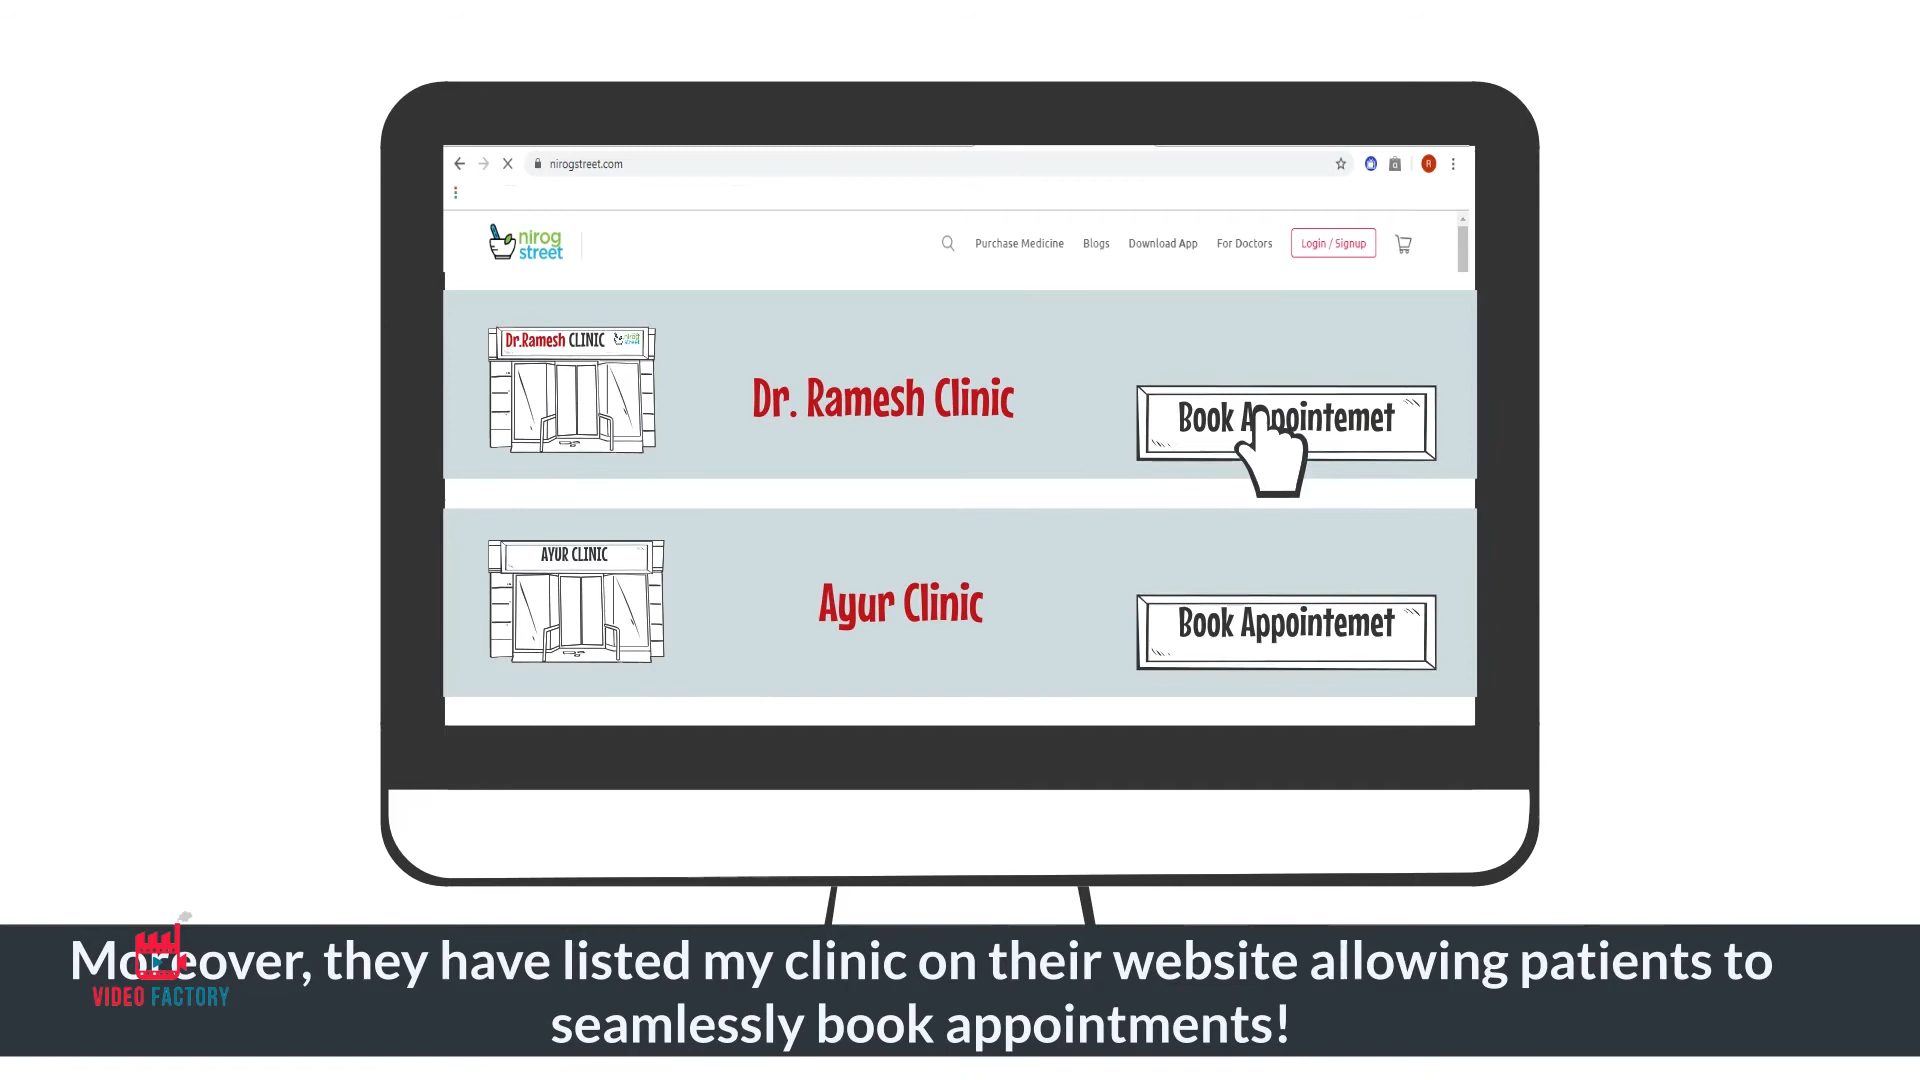 nirogstreet.com
R
nirog
street
Purchase Medicine Blogs Download App For Doctors Login / Signup
Dr.Ramesh CLINIC nirog street
Dr. Ramesh Clinic
Book Appointemet
AYUR CLINIC
Ayur Clinic
Book Appointemet
Moreover, they have listed my clinic on their website allowing patients to
seamlessly book appointments!
VIDEO FACTORY